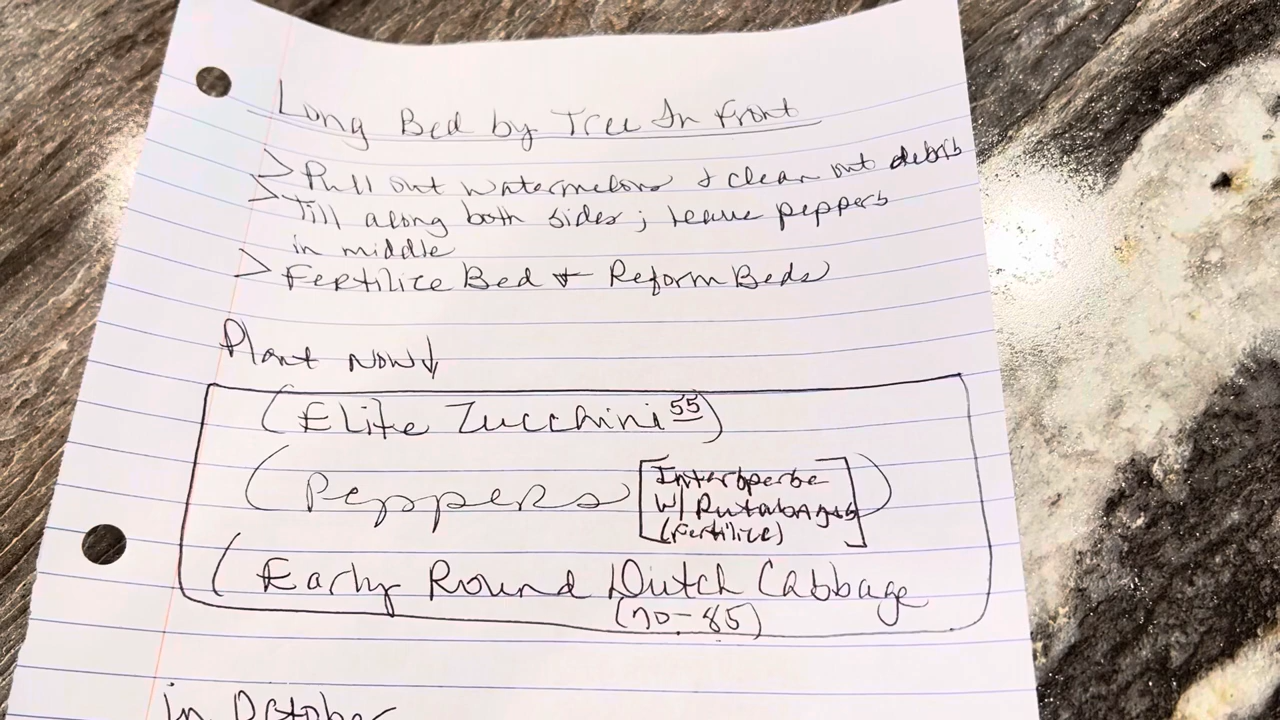 Long Bed by Tree In Front
> Pull out watermelons & clean out debris
> Till along both sides; leave peppers
in middle
> Fertilize Bed & Reform Beds
Plant Now↓
(Elite Zucchini 55)
(Peppers [Intersperse
w/ Rutabagas
(Fertilize)])
(Early Round Dutch Cabbage
(70-85)
in October